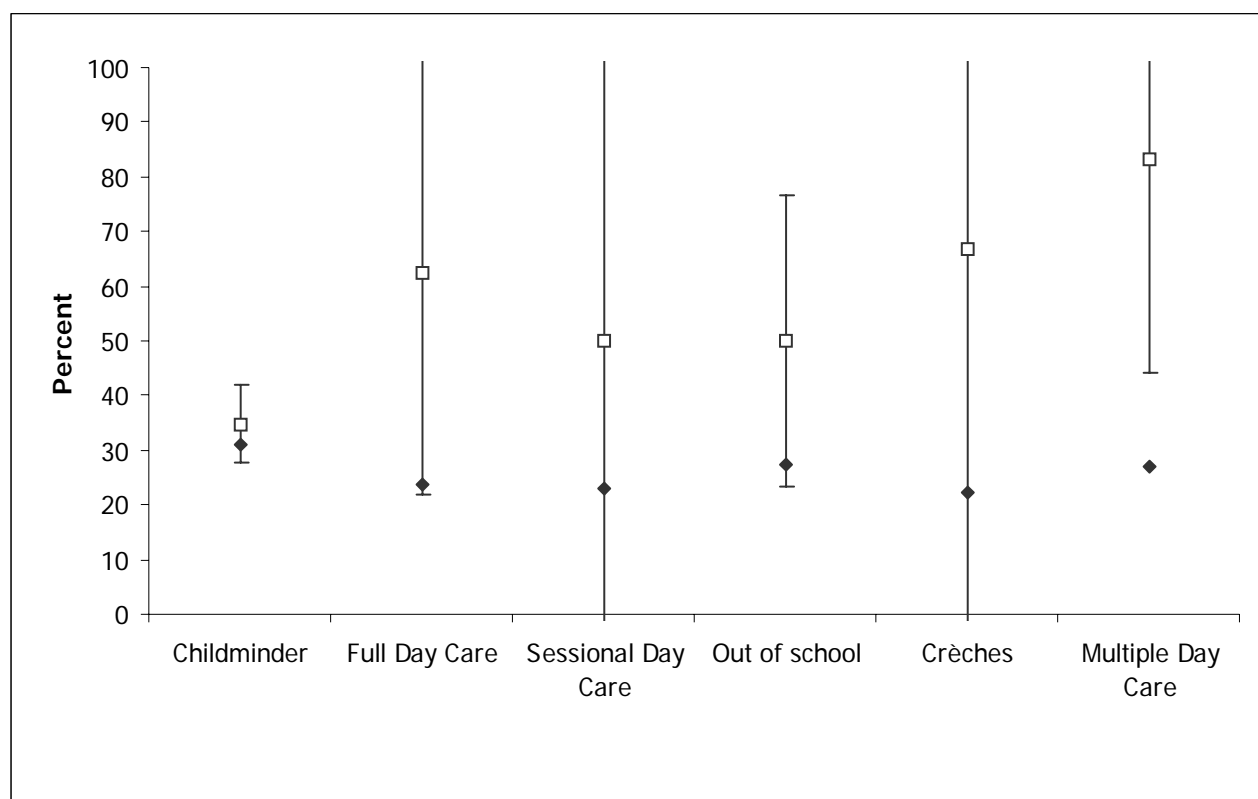 100
90
80
70
60
50
40
30
20
10
0
Percent
Childminder
Full Day Care
Sessional Day
Care
Out of school
Crèches
Multiple Day
Care